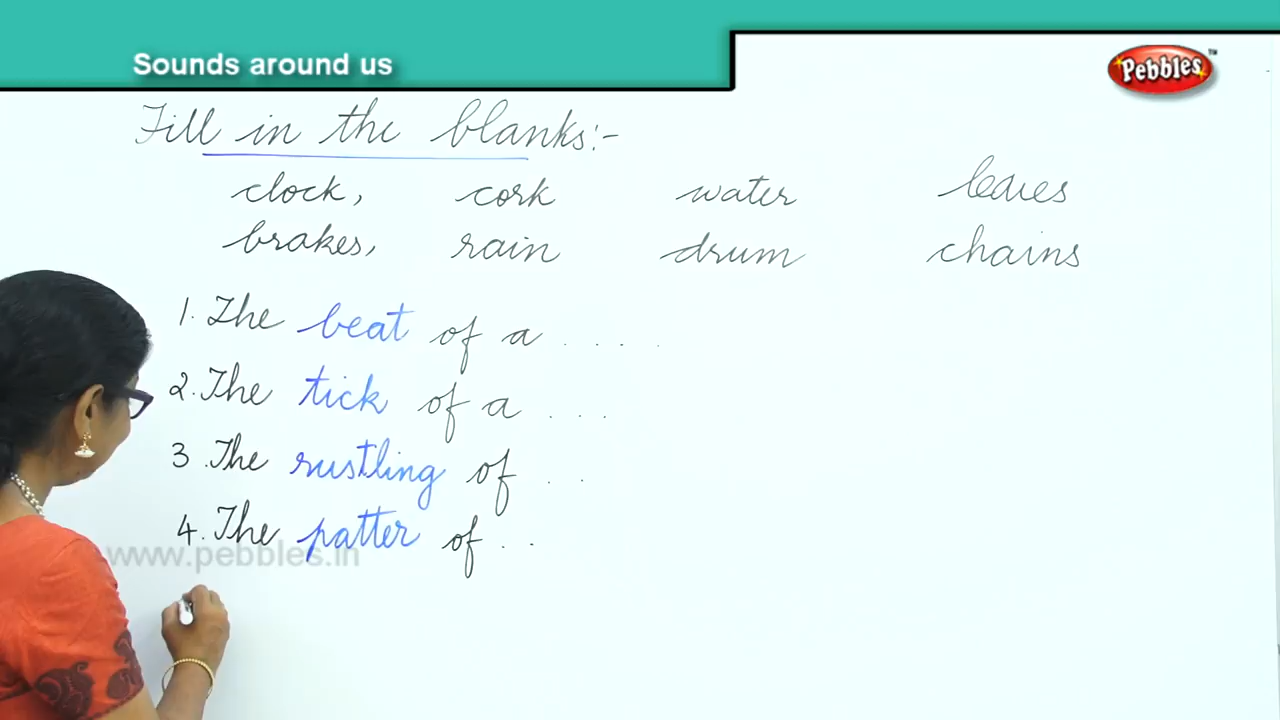 Sounds around us
Pebbles™
Fill in the blanks:-
clock, cork water leaves
brakes, rain drum chains
1. The beat of a ....
2. The tick of a ...
3. The rustling of ..
4. The patter of ..
www.pebbles.in